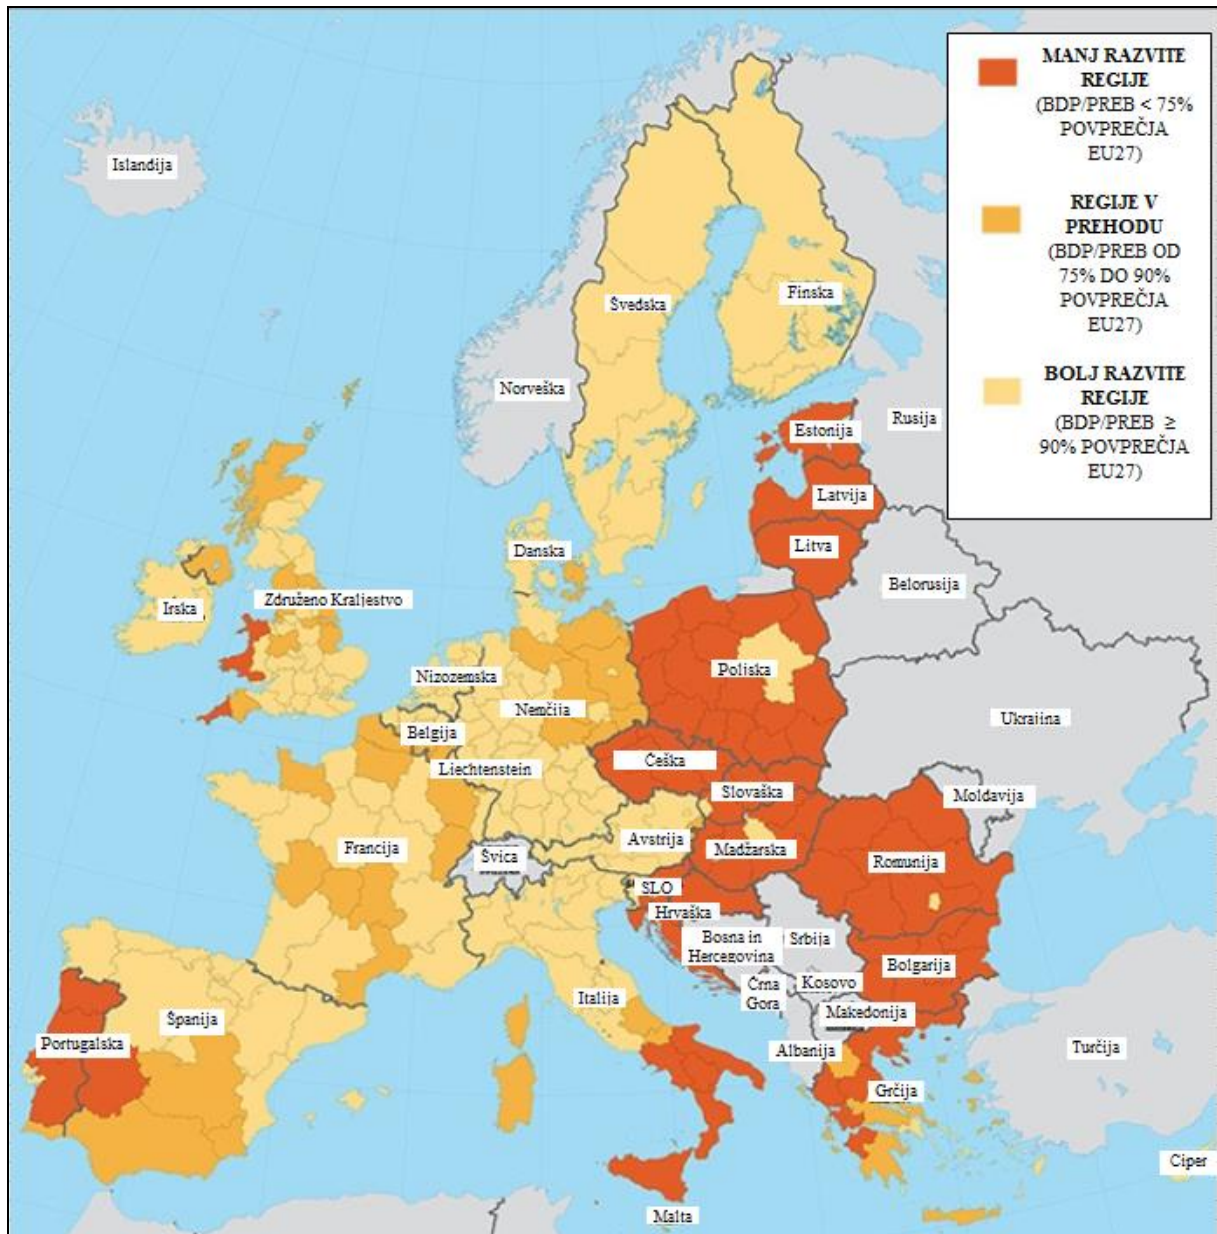 MANJ RAZVITE
REGIJE
(BDP/PREB < 75%
POVPREČJA
EU27)
REGIJE V
PREHODU
(BDP/PREB OD
75% DO 90%
POVPREČJA
EU27)
BOLJ RAZVITE
REGIJE
(BDP/PREB ≥
90% POVPREČJA
EU27)
Islandija
Švedska
Finska
Norveška
Rusija
Estonija
Latvija
Litva
Danska
Belorusija
Irska
Združeno Kraljestvo
Nizozemska
Poljska
Nemčija
Belgija
Ukrajina
Liechtenstein
Češka
Slovaška
Moldavija
Francija
Švica
Avstrija
Madžarska
Romunija
SLO
Hrvaška
Bosna in
Hercegovina
Srbija
Bolgarija
Kosovo
Črna
Gora
Italija
Makedonija
Španija
Portugalska
Albanija
Turčija
Grčija
Ciper
Malta